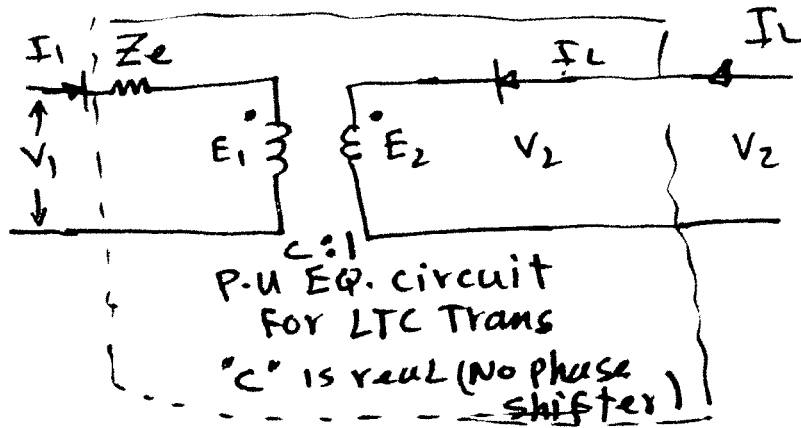 I1 Ze IL IL
V1 E1 E2 V2 V2
C:1
P.U EQ. circuit
For LTC Trans
"C" is real (No phase
shifter)